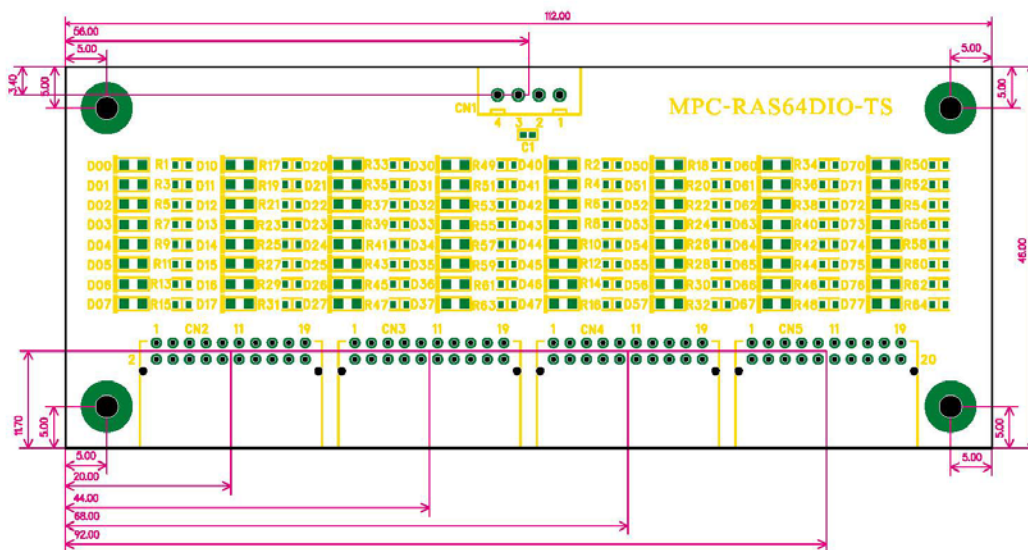 112.00
56.00
5.00 5.00
3.40 5.00 5.00
CN1 4 3 2 1 MPC-RAS64DIO-TS
C1
D00 R1 D10 R17 D20 R33 D30 R49 D40 R2 D50 R18 D60 R34 D70 R50
D01 R3 D11 R19 D21 R35 D31 R51 D41 R4 D51 R20 D61 R36 D71 R52
D02 R5 D12 R21 D22 R37 D32 R53 D42 R6 D52 R22 D62 R38 D72 R54
D03 R7 D13 R23 D23 R39 D33 R55 D43 R8 D53 R24 D63 R40 D73 R56
D04 R9 D14 R25 D24 R41 D34 R57 D44 R10 D54 R28 D64 R42 D74 R58
D05 R11 D15 R27 D25 R43 D35 R59 D45 R12 D55 R28 D65 R44 D75 R60
D06 R13 D16 R29 D26 R45 D36 R61 D46 R14 D56 R30 D66 R46 D76 R62
D07 R15 D17 R31 D27 R47 D37 R63 D47 R16 D57 R32 D67 R48 D77 R64
46.00
1 CN2 11 19 1 CN3 11 19 1 CN4 11 19 1 CN5 11 19
2 20
11.70 5.00 5.00
5.00 5.00
20.00
44.00
68.00
92.00